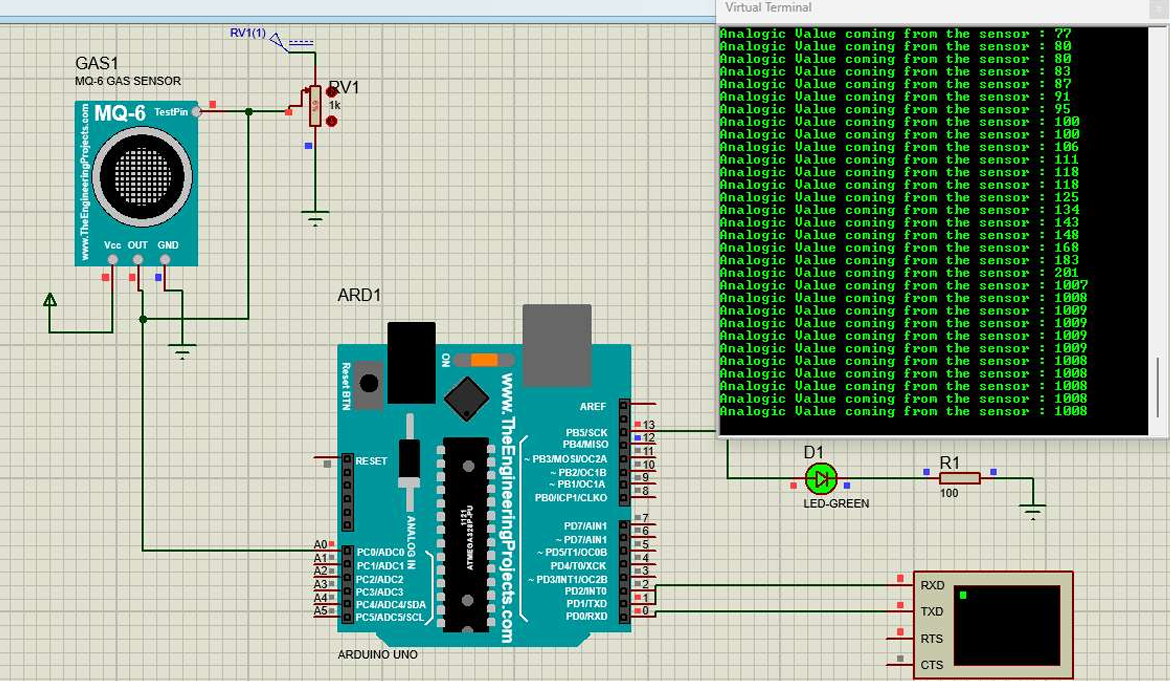 Virtual Terminal
Analogic Value coming from the sensor : 77
Analogic Value coming from the sensor : 80
Analogic Value coming from the sensor : 80
Analogic Value coming from the sensor : 83
Analogic Value coming from the sensor : 87
Analogic Value coming from the sensor : 91
Analogic Value coming from the sensor : 95
Analogic Value coming from the sensor : 100
Analogic Value coming from the sensor : 100
Analogic Value coming from the sensor : 106
Analogic Value coming from the sensor : 111
Analogic Value coming from the sensor : 118
Analogic Value coming from the sensor : 118
Analogic Value coming from the sensor : 125
Analogic Value coming from the sensor : 134
Analogic Value coming from the sensor : 143
Analogic Value coming from the sensor : 148
Analogic Value coming from the sensor : 168
Analogic Value coming from the sensor : 183
Analogic Value coming from the sensor : 201
Analogic Value coming from the sensor : 1007
Analogic Value coming from the sensor : 1008
Analogic Value coming from the sensor : 1009
Analogic Value coming from the sensor : 1009
Analogic Value coming from the sensor : 1009
Analogic Value coming from the sensor : 1009
Analogic Value coming from the sensor : 1008
Analogic Value coming from the sensor : 1008
Analogic Value coming from the sensor : 1008
Analogic Value coming from the sensor : 1008
Analogic Value coming from the sensor : 1008
RV1(1)
GAS1
MQ-6 GAS SENSOR
MQ-6 TestPin
www.TheEngineeringProjects.com
Vcc OUT GND
RV1
1k
ARD1
Reset BTN
ON
www.TheEngineeringProjects.com
ANALOG IN
1121
ATMEGA328P-PU
RESET
A0 PC0/ADC0
A1 PC1/ADC1
A2 PC2/ADC2
A3 PC3/ADC3
A4 PC4/ADC4/SDA
A5 PC5/ADC5/SCL
AREF
PB5/SCK 13
PB4/MISO 12
~ PB3/MOSI/OC2A 11
~ PB2/OC1B 10
~ PB1/OC1A 9
PB0/ICP1/CLKO 8
PD7/AIN1 7
~ PD7/AIN1 6
~ PD5/T1/OC0B 5
PD4/T0/XCK 4
~ PD3/INT1/OC2B 3
PD2/INT0 2
PD1/TXD 1
PD0/RXD 0
ARDUINO UNO
D1
LED-GREEN
R1
100
RXD
TXD
RTS
CTS